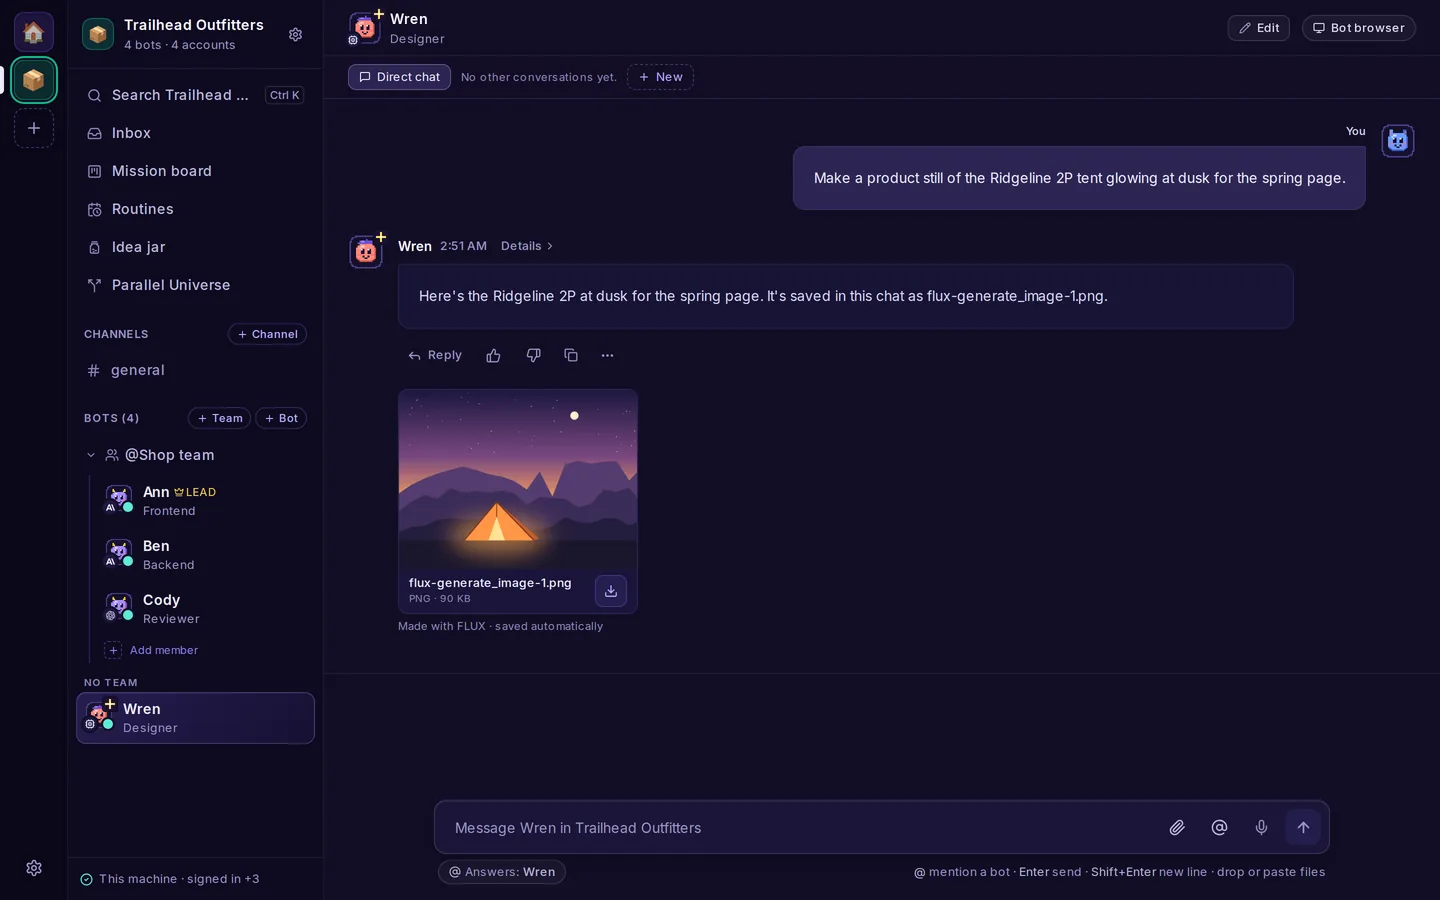 Trailhead Outfitters
4 bots · 4 accounts
Search Trailhead ...
Ctrl K
Inbox
Mission board
Routines
Idea jar
Parallel Universe
CHANNELS
+ Channel
# general
BOTS (4)
+ Team
+ Bot
@Shop team
Ann LEAD
Frontend
Ben
Backend
Cody
Reviewer
+ Add member
NO TEAM
Wren
Designer
This machine · signed in +3
Wren
Designer
Edit
Bot browser
Direct chat
No other conversations yet.
+ New
You
Make a product still of the Ridgeline 2P tent glowing at dusk for the spring page.
Wren 2:51 AM Details >
Here's the Ridgeline 2P at dusk for the spring page. It's saved in this chat as flux-generate_image-1.png.
Reply
flux-generate_image-1.png
PNG · 90 KB
Made with FLUX · saved automatically
Message Wren in Trailhead Outfitters
@ Answers: Wren
@ mention a bot · Enter send · Shift+Enter new line · drop or paste files